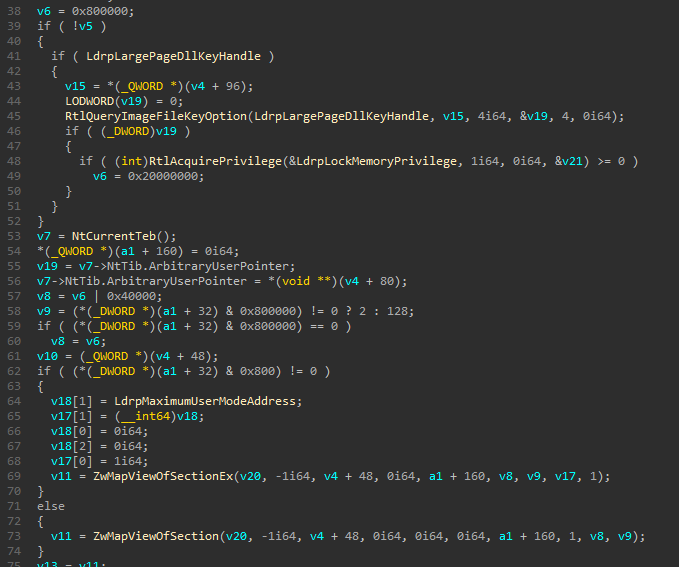 38 v6 = 0x800000;
39 if ( !v5 )
40 {
41 if ( LdrpLargePageDllKeyHandle )
42 {
43 v15 = *(_QWORD *)(v4 + 96);
44 LODWORD(v19) = 0;
45 RtlQueryImageFileKeyOption(LdrpLargePageDllKeyHandle, v15, 4i64, &v19, 4, 0i64);
46 if ( (_DWORD)v19 )
47 {
48 if ( (int)RtlAcquirePrivilege(&LdrpLockMemoryPrivilege, 1i64, 0i64, &v21) >= 0 )
49 v6 = 0x20000000;
50 }
51 }
52 }
53 v7 = NtCurrentTeb();
54 *(_QWORD *)(a1 + 160) = 0i64;
55 v19 = v7->NtTib.ArbitraryUserPointer;
56 v7->NtTib.ArbitraryUserPointer = *(void **)(v4 + 80);
57 v8 = v6 | 0x40000;
58 v9 = (*(_DWORD *)(a1 + 32) & 0x800000) != 0 ? 2 : 128;
59 if ( (*(_DWORD *)(a1 + 32) & 0x800000) == 0 )
60 v8 = v6;
61 v10 = (_QWORD *)(v4 + 48);
62 if ( (*(_DWORD *)(a1 + 32) & 0x800) != 0 )
63 {
64 v18[1] = LdrpMaximumUserModeAddress;
65 v17[1] = (__int64)v18;
66 v18[0] = 0i64;
67 v18[2] = 0i64;
68 v17[0] = 1i64;
69 v11 = ZwMapViewOfSectionEx(v20, -1i64, v4 + 48, 0i64, a1 + 160, v8, v9, v17, 1);
70 }
71 else
72 {
73 v11 = ZwMapViewOfSection(v20, -1i64, v4 + 48, 0i64, 0i64, 0i64, a1 + 160, 1, v8, v9);
74 }
75 v13 = v11;